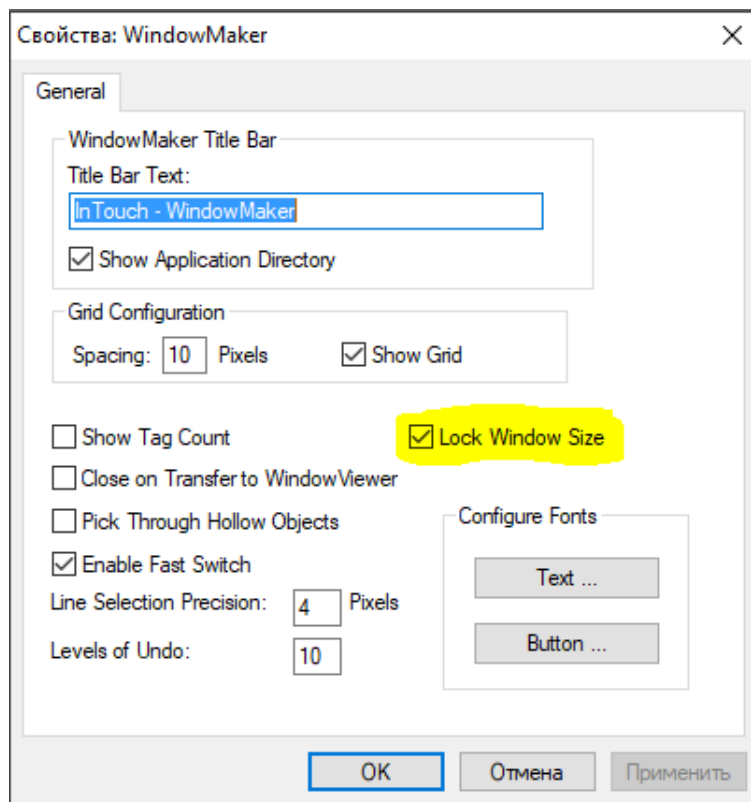 Свойства: WindowMaker
General
WindowMaker Title Bar
Title Bar Text:
InTouch - WindowMaker
Show Application Directory
Grid Configuration
Spacing: 10 Pixels Show Grid
Show Tag Count Lock Window Size
Close on Transfer to WindowViewer
Pick Through Hollow Objects
Enable Fast Switch
Line Selection Precision: 4 Pixels
Levels of Undo: 10
Configure Fonts
Text ...
Button ...
OK Отмена Применить